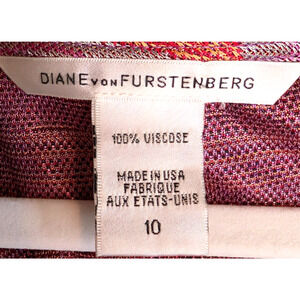 DIANE VON FURSTENBERG
100% VISCOSE
MADE IN USA
FABRIQUE
AUX ETATS-UNIS
10